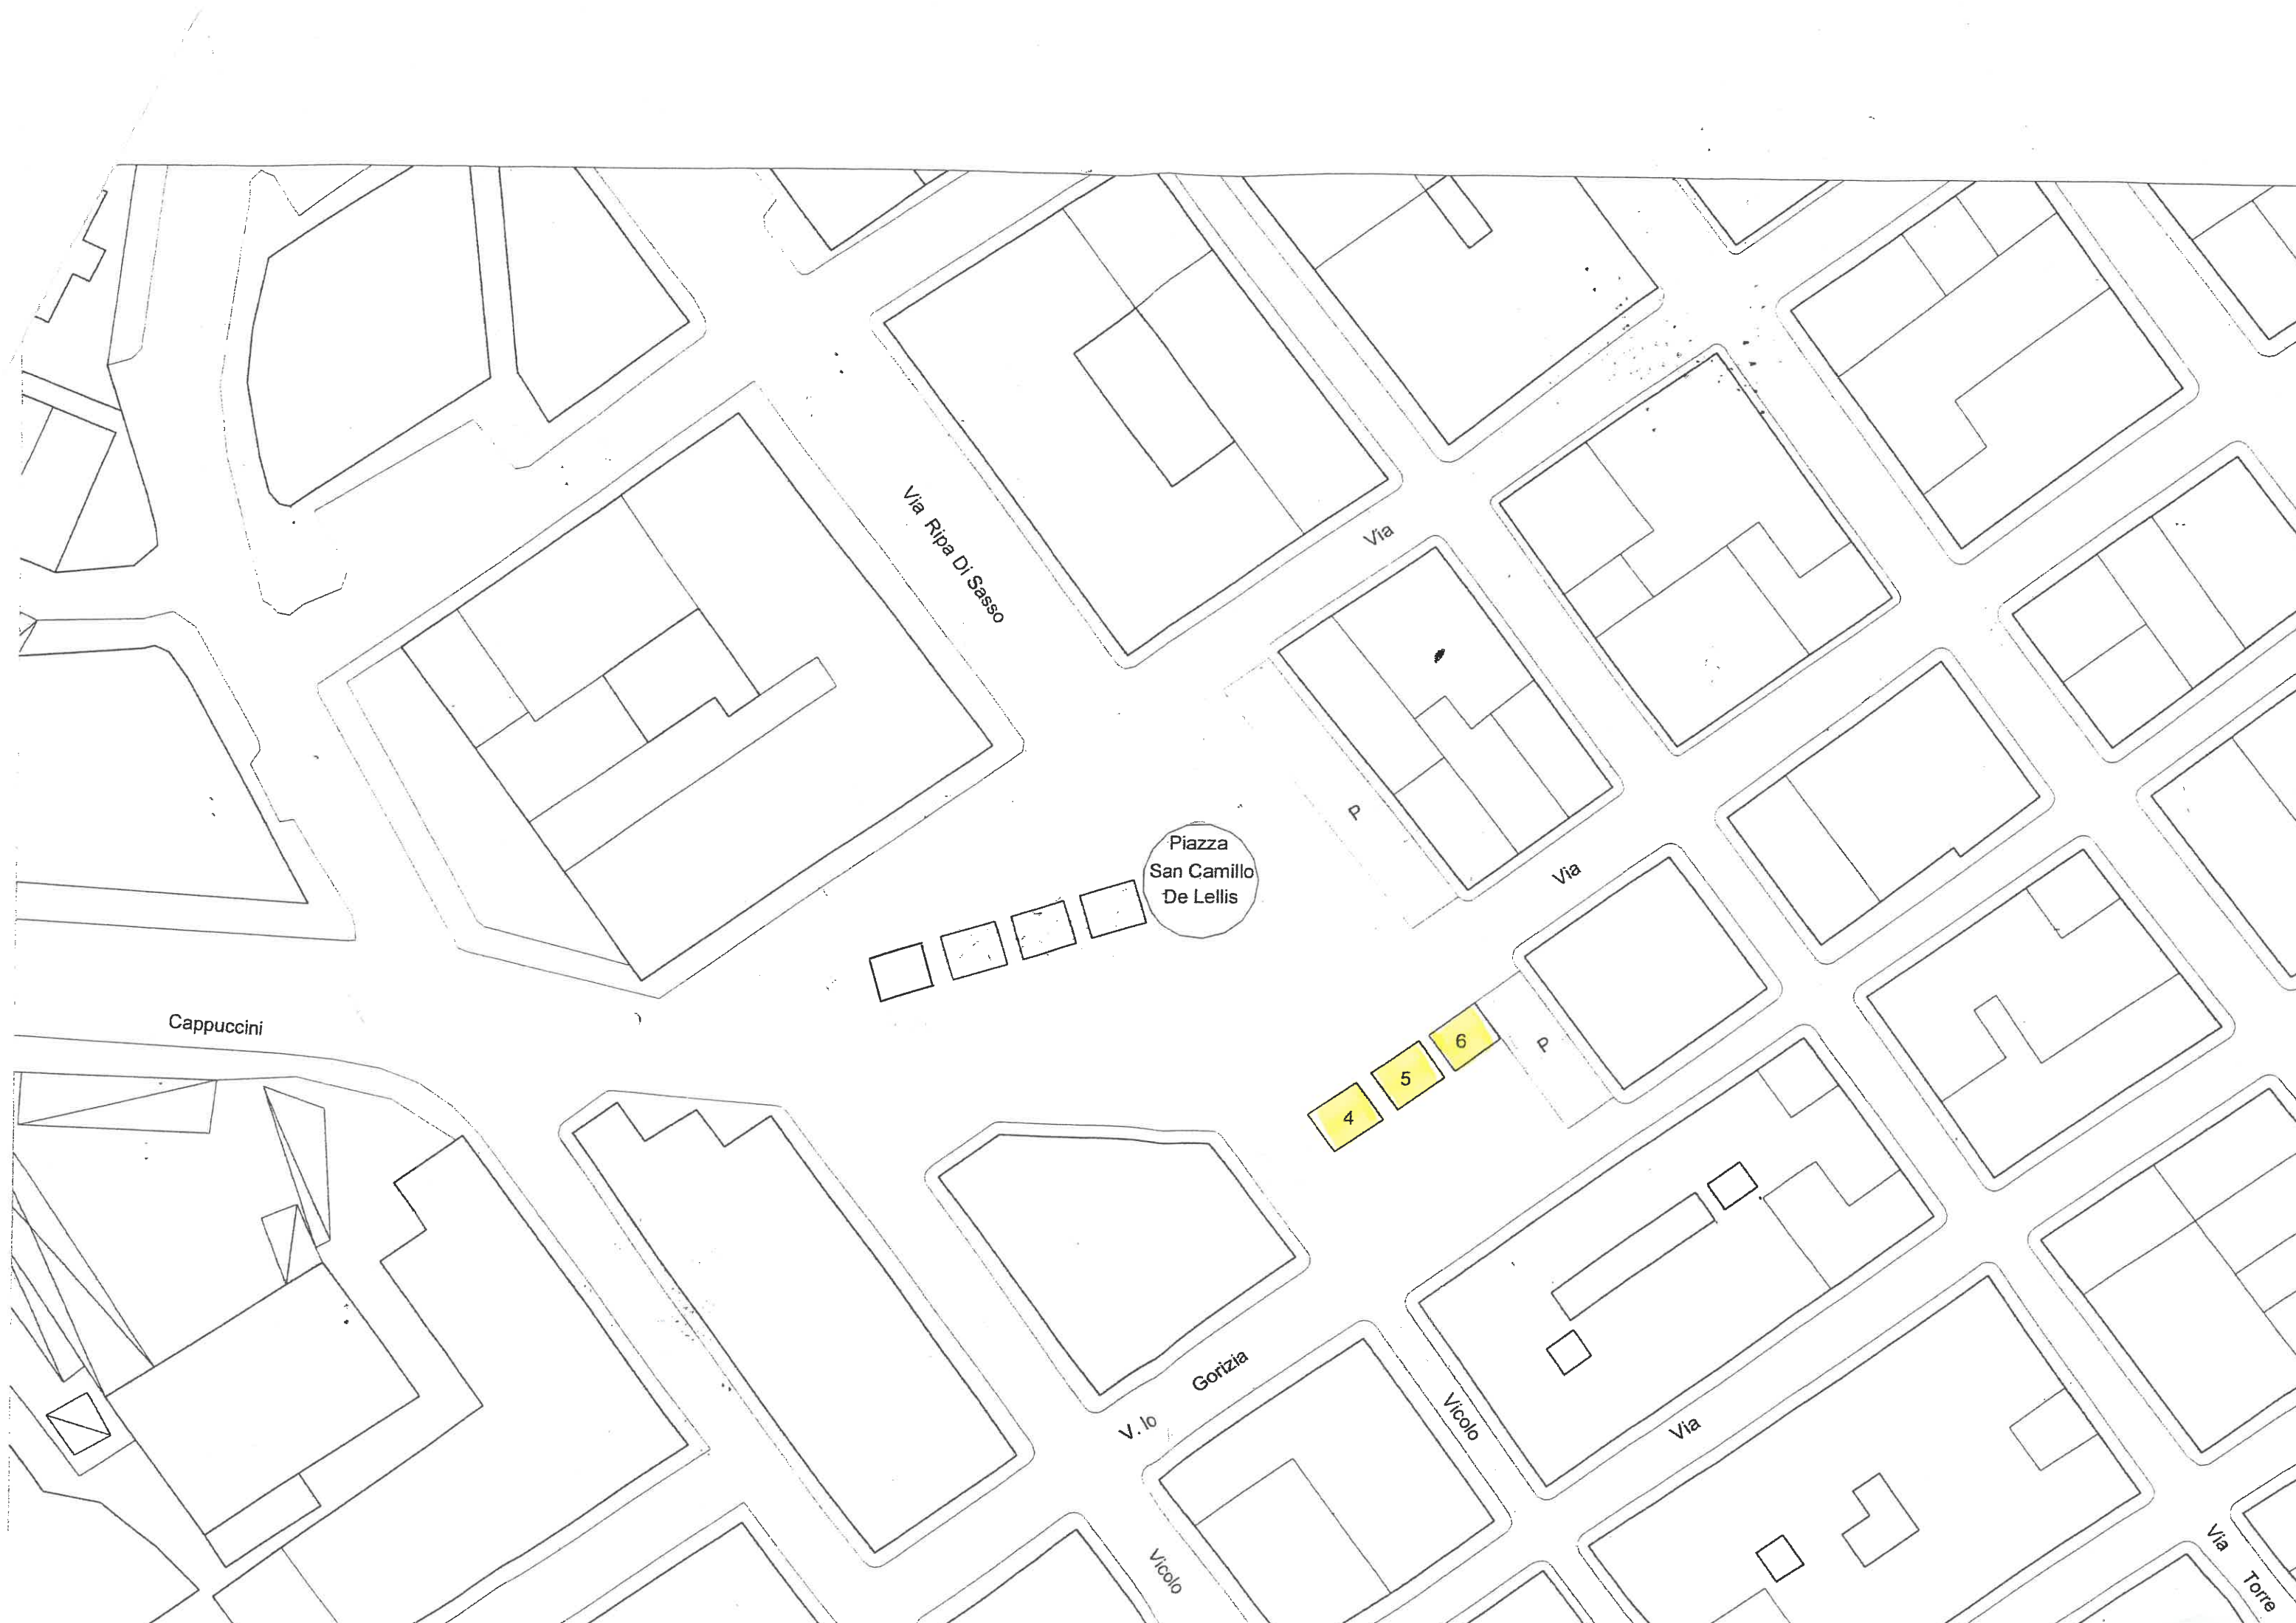 Via Ripa Di Sasso
Via
P
Piazza
San Camillo
De Lellis
Via
Cappuccini
6
P
5
4
Gorizia
V.lo
Vicolo
Via
Vicolo
Via
Torre